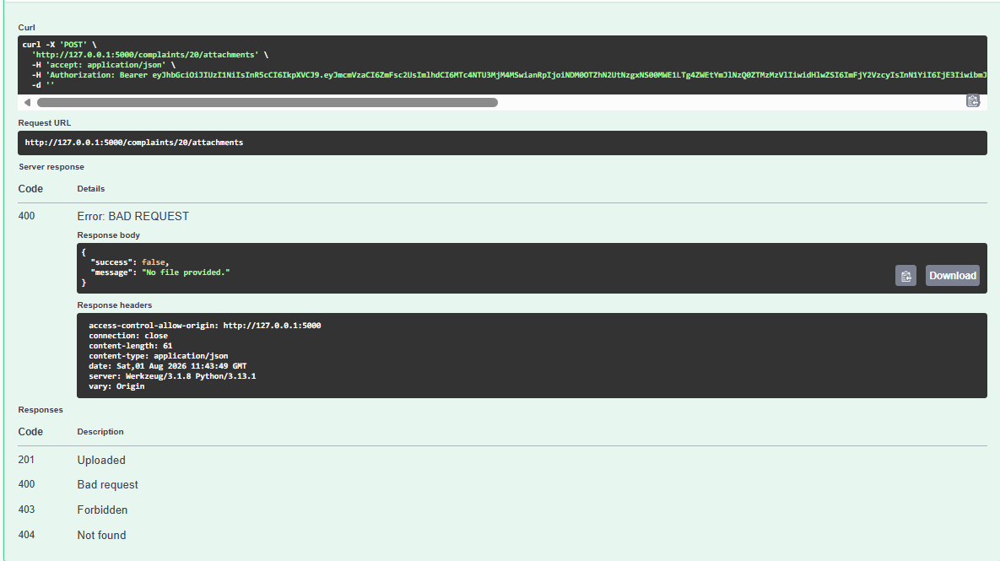 Curl
curl -X 'POST' \
'http://127.0.0.1:5000/complaints/20/attachments' \
-H 'accept: application/json' \
-H 'Authorization: Bearer eyJhbGciOiJIUzI1NiIsInR5cCI6IkpXVCJ9.
-d ''
Request URL
http://127.0.0.1:5000/complaints/20/attachments
Server response
Code Details
400 Error: BAD REQUEST
Response body
{
"success": false,
"message": "No file provided."
}
Download
Response headers
access-control-allow-origin: http://127.0.0.1:5000
connection: close
content-length: 61
content-type: application/json
date: Sat,01 Aug 2026 11:43:49 GMT
server: Werkzeug/3.1.8 Python/3.13.1
vary: Origin
Responses
Code Description
201 Uploaded
400 Bad request
403 Forbidden
404 Not found